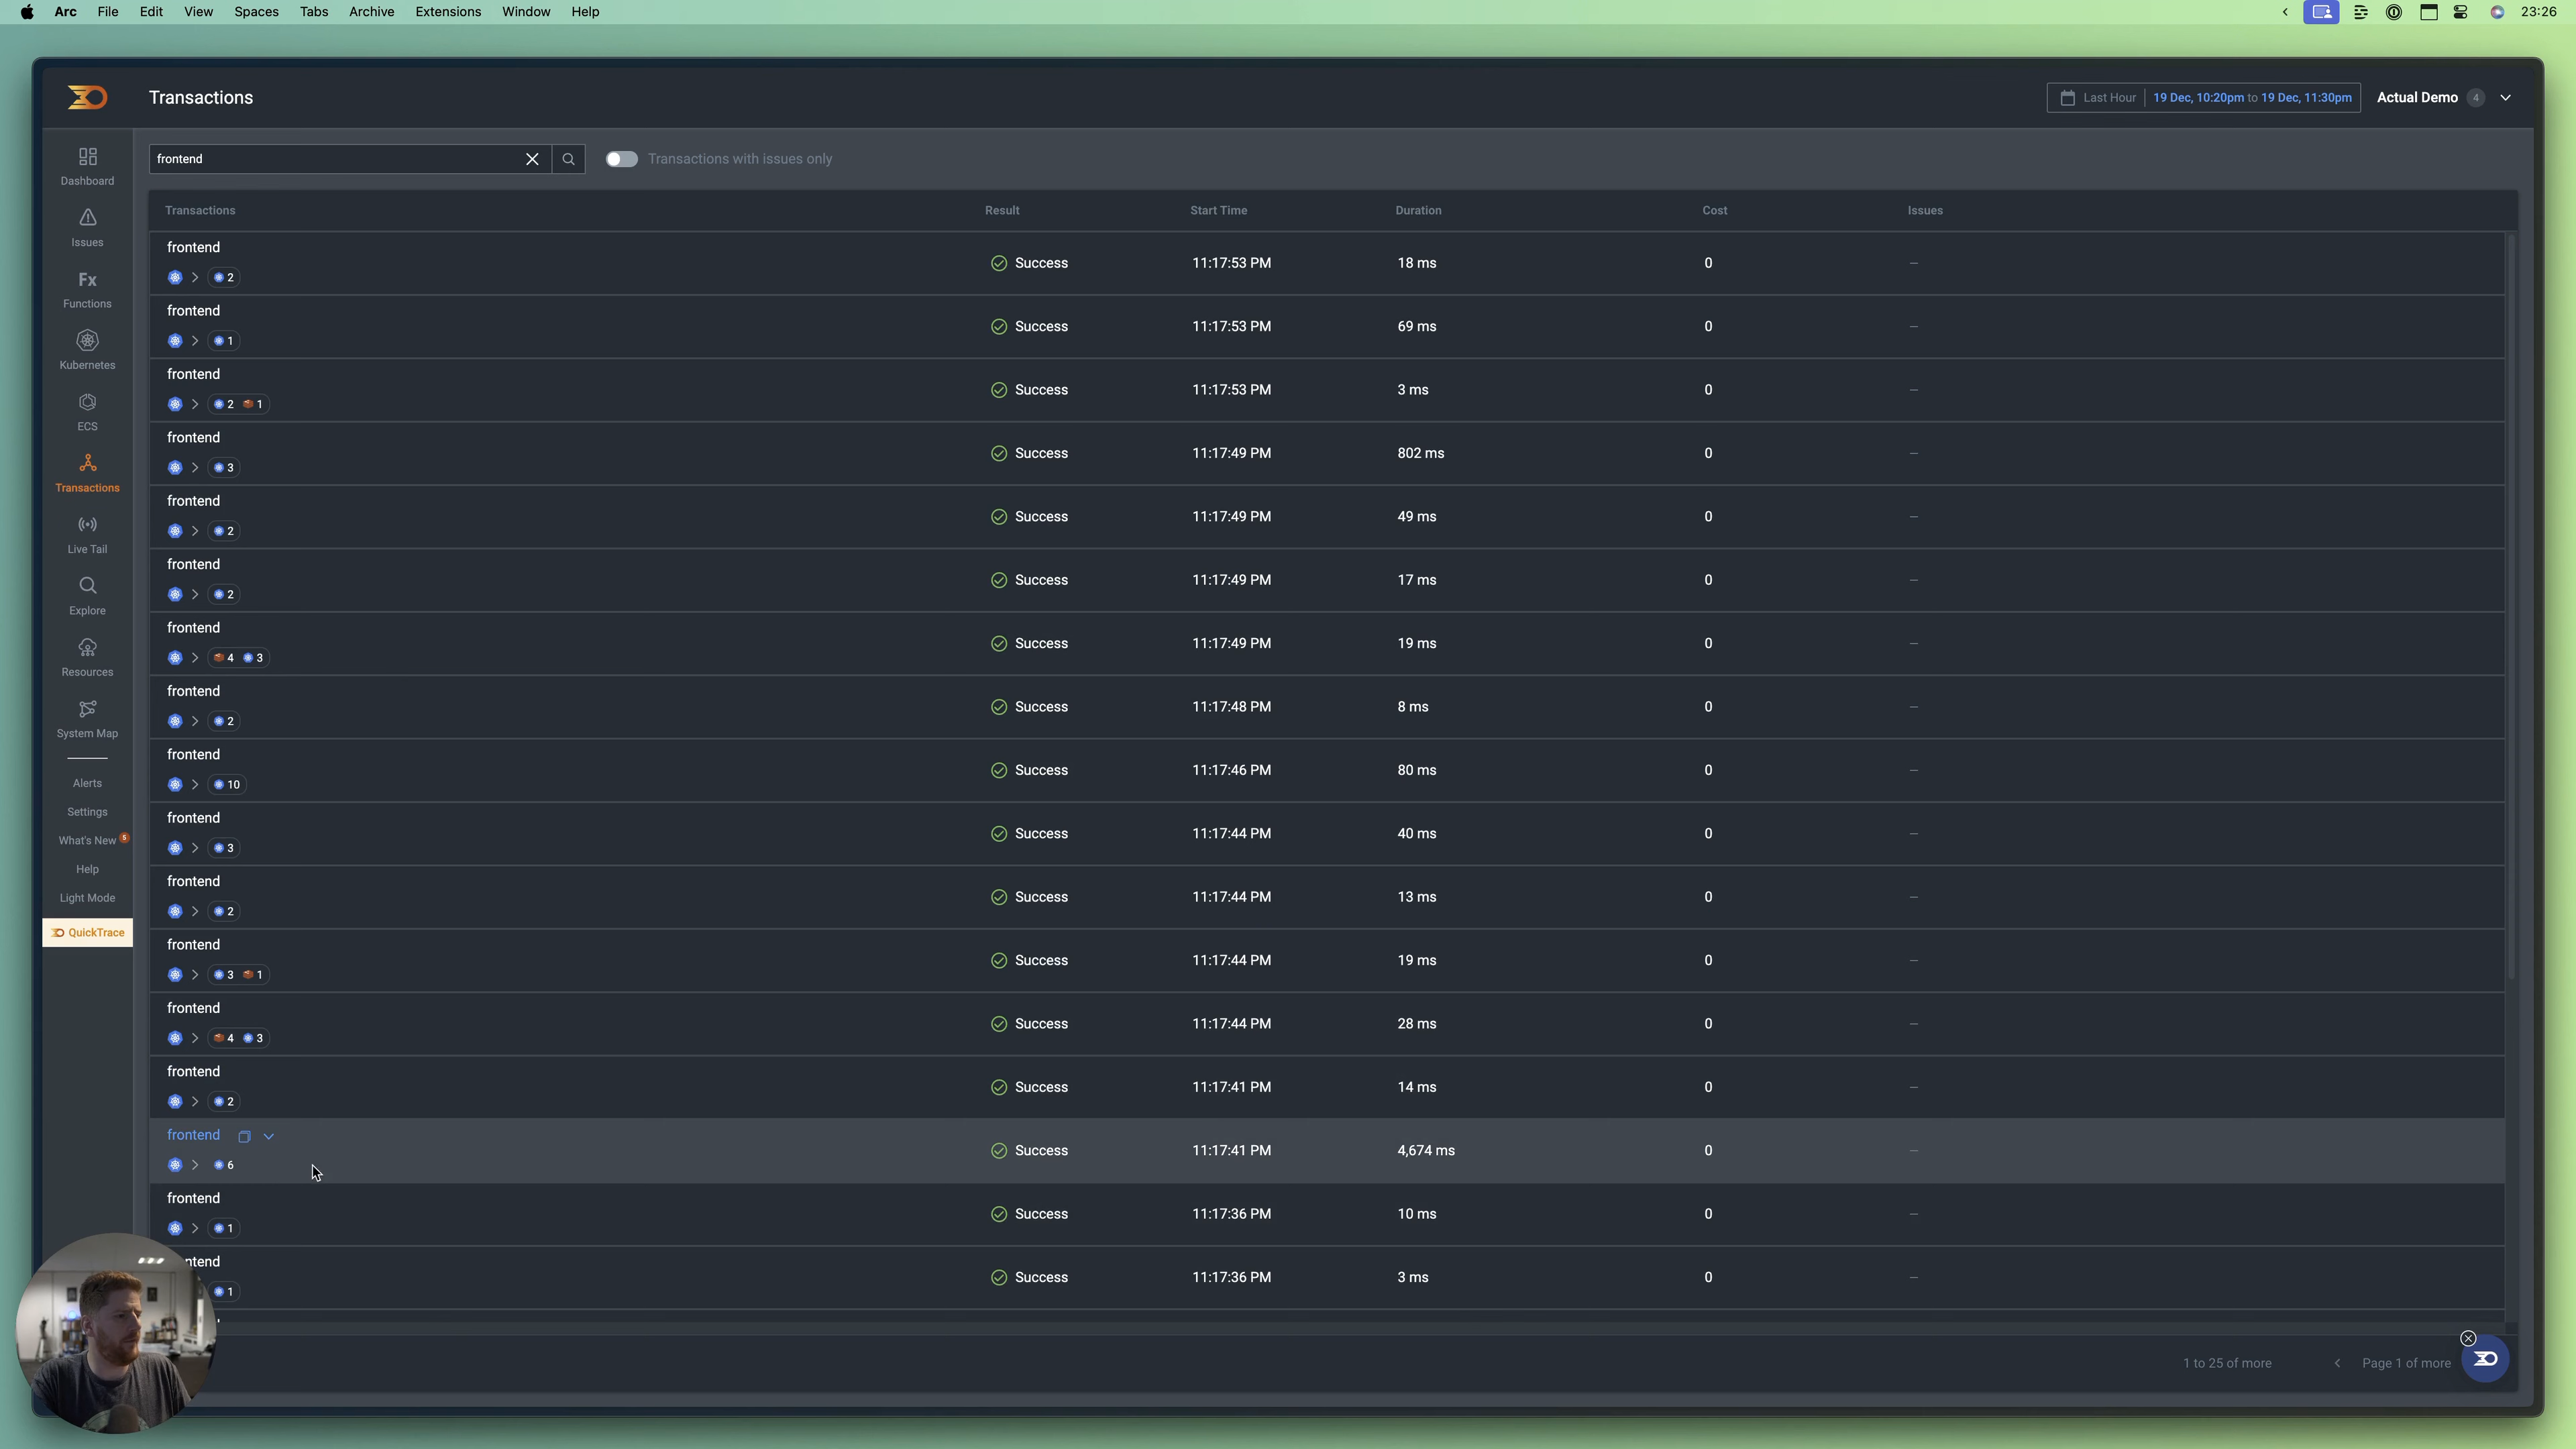 Arc File Edit View Spaces Tabs Archive Extensions Window Help 23:26
Transactions
Last Hour 19 Dec, 10:20pm to 19 Dec, 11:30pm Actual Demo 4
Dashboard
Issues
Fx
Functions
Kubernetes
ECS
Transactions
Live Tail
Explore
Resources
System Map
Alerts
Settings
What's New 5
Help
Light Mode
QuickTrace
frontend
Transactions with issues only
Transactions Result Start Time Duration Cost Issues
frontend
2 Success 11:17:53 PM 18 ms 0 –
frontend
1 Success 11:17:53 PM 69 ms 0 –
frontend
2 1 Success 11:17:53 PM 3 ms 0 –
frontend
3 Success 11:17:49 PM 802 ms 0 –
frontend
2 Success 11:17:49 PM 49 ms 0 –
frontend
2 Success 11:17:49 PM 17 ms 0 –
frontend
4 3 Success 11:17:49 PM 19 ms 0 –
frontend
2 Success 11:17:48 PM 8 ms 0 –
frontend
10 Success 11:17:46 PM 80 ms 0 –
frontend
3 Success 11:17:44 PM 40 ms 0 –
frontend
2 Success 11:17:44 PM 13 ms 0 –
frontend
3 1 Success 11:17:44 PM 19 ms 0 –
frontend
4 3 Success 11:17:44 PM 28 ms 0 –
frontend
2 Success 11:17:41 PM 14 ms 0 –
frontend
6 Success 11:17:41 PM 4,674 ms 0 –
frontend
1 Success 11:17:36 PM 10 ms 0 –
ntend
1 Success 11:17:36 PM 3 ms 0 –
1 to 25 of more Page 1 of more